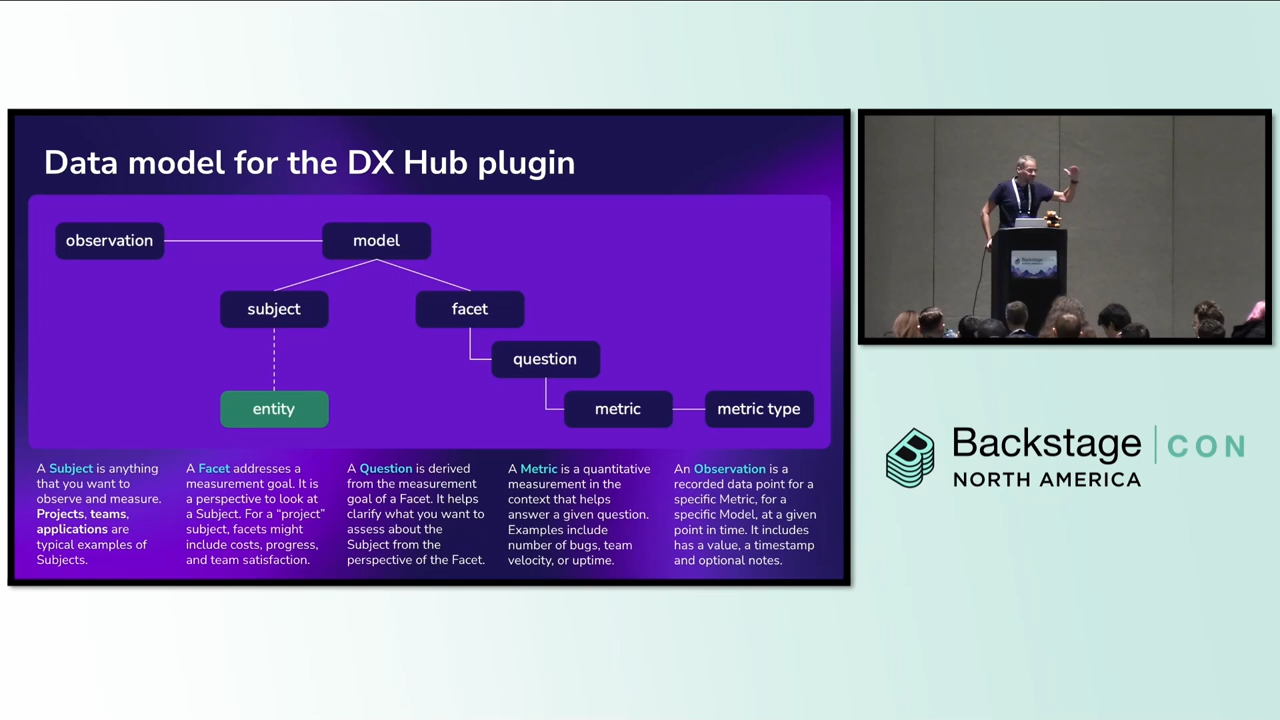 Data model for the DX Hub plugin
observation
model
subject
facet
question
entity
metric
metric type
A Subject is anything
that you want to
observe and measure.
Projects, teams,
applications are
typical examples of
Subjects.
A Facet addresses a
measurement goal. It is
a perspective to look at
a Subject. For a “project”
subject, facets might
include costs, progress,
and team satisfaction.
A Question is derived
from the measurement
goal of a Facet. It helps
clarify what you want to
assess about the
Subject from the
perspective of the Facet.
A Metric is a quantitative
measurement in the
context that helps
answer a given question.
Examples include
number of bugs, team
velocity, or uptime.
An Observation is a
recorded data point for a
specific Metric, for a
specific Model, at a given
point in time. It includes
has a value, a timestamp
and optional notes.
Backstage
Backstage CON
NORTH AMERICA